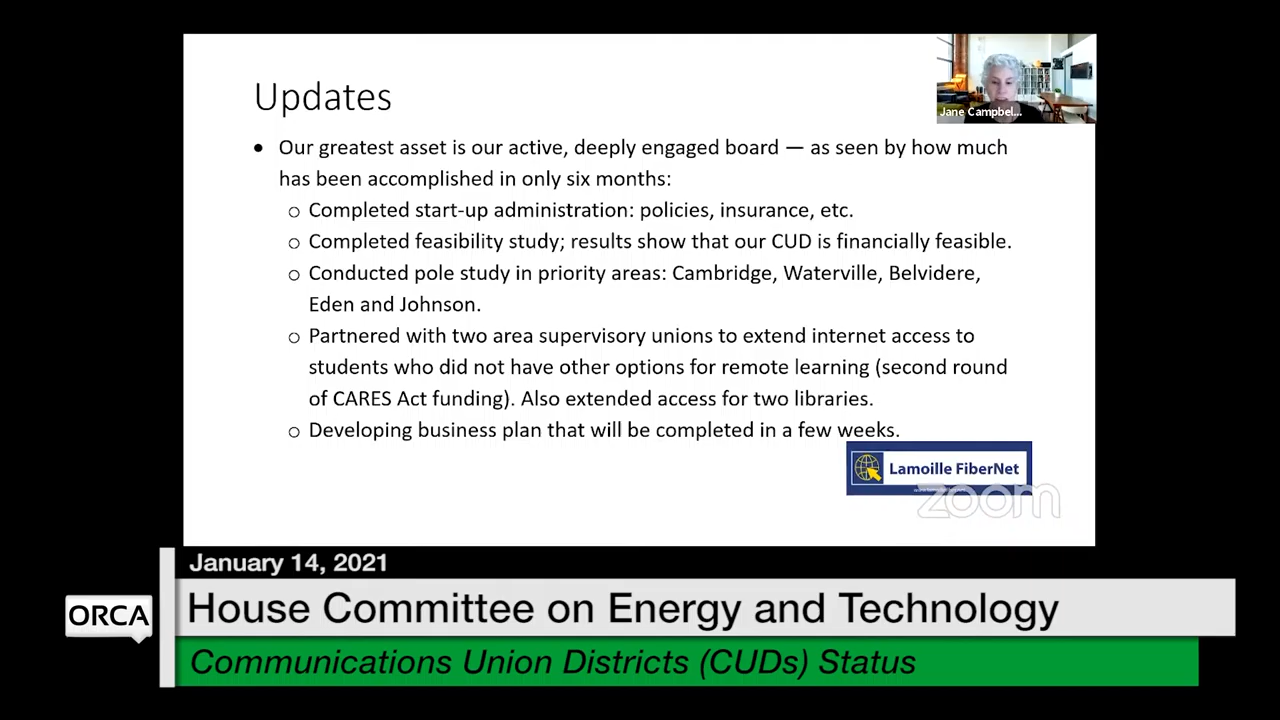 Updates
Jane Campbel...
• Our greatest asset is our active, deeply engaged board — as seen by how much
has been accomplished in only six months:
○ Completed start-up administration: policies, insurance, etc.
○ Completed feasibility study; results show that our CUD is financially feasible.
○ Conducted pole study in priority areas: Cambridge, Waterville, Belvidere,
Eden and Johnson.
○ Partnered with two area supervisory unions to extend internet access to
students who did not have other options for remote learning (second round
of CARES Act funding). Also extended access for two libraries.
○ Developing business plan that will be completed in a few weeks.
Lamoille FiberNet
zoom
January 14, 2021
ORCA
House Committee on Energy and Technology
Communications Union Districts (CUDs) Status